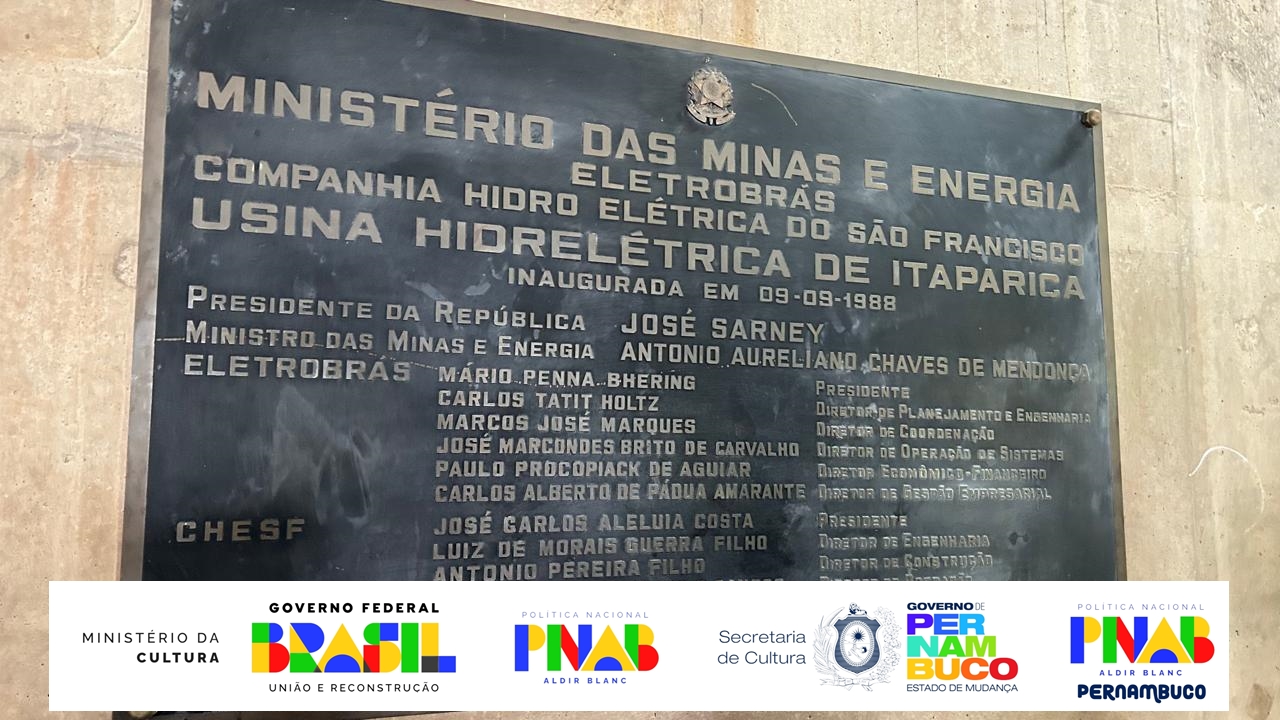 MINISTÉRIO DAS MINAS E ENERGIA
ELETROBRÁS
COMPANHIA HIDRO ELÉTRICA DO SÃO FRANCISCO
USINA HIDRELÉTRICA DE ITAPARICA
INAUGURADA EM 09-09-1988
PRESIDENTE DA REPÚBLICA JOSÉ SARNEY
MINISTRO DAS MINAS E ENERGIA ANTONIO AURELIANO CHAVES DE MENDONÇA
ELETROBRAS MÁRIO PENNA BHERING PRESIDENTE
CARLOS TATIT HOLTZ DIRETOR DE PLANEJAMENTO E ENGENHARIA
MARCOS JOSÉ MARQUES DIRETOR DE COORDENAÇÃO
JOSÉ MARCONDES BRITO DE CARVALHO DIRETOR DE OPERAÇÃO DE SISTEMAS
PAULO PROCOPIACK DE AGUIAR DIRETOR ECONÔMICO-FINANCEIRO
CARLOS ALBERTO DE PÁDUA AMARANTE DIRETOR DE GESTÃO EMPRESARIAL
CHESF JOSÉ CARLOS ALELUIA COSTA PRESIDENTE
LUIZ DE MORAIS GUERRA FILHO DIRETOR DE ENGENHARIA
ANTONIO PEREIRA FILHO DIRETOR DE CONSTRUÇÃO
MINISTÉRIO DA
CULTURA
GOVERNO FEDERAL
BRASIL
UNIÃO E RECONSTRUÇÃO
POLÍTICA NACIONAL
PNAB
ALDIR BLANC
Secretaria
de Cultura
GOVERNO DE
PER
NAM
BUCO
ESTADO DE MUDANÇA
POLÍTICA NACIONAL
PNAB
ALDIR BLANC
PERNAMBUCO